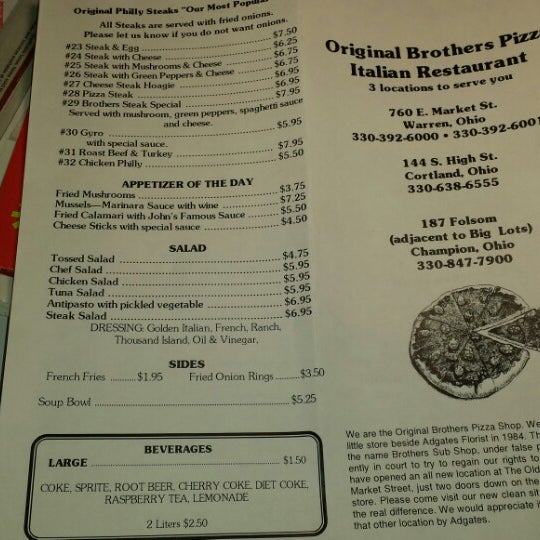 Original Philly Steaks "Our Most Popular
All Steaks are served with fried onions.
Please let us know if you do not want onions.
#23 Steak & Egg $7.50
#24 Steak with Cheese $6.25
#25 Steak with Mushrooms & Cheese $6.75
#26 Steak with Green Peppers & Cheese $6.75
#27 Cheese Steak Hoagie $6.95
#28 Pizza Steak $6.95
#29 Brothers Steak Special $7.95
Served with mushroom, green peppers, spaghetti sauce
and cheese.
#30 Gyro $5.95
with special sauce.
#31 Roast Beef & Turkey $7.95
#32 Chicken Philly $5.50
APPETIZER OF THE DAY
Fried Mushrooms $3.75
Mussels—Marinara Sauce with wine $7.25
Fried Calamari with John's Famous Sauce $5.50
Cheese Sticks with special sauce $4.50
SALAD
Tossed Salad $4.75
Chef Salad $5.95
Chicken Salad $5.95
Tuna Salad $5.95
Antipasto with pickled vegetable $6.95
Steak Salad $6.95
DRESSING: Golden Italian, French, Ranch,
Thousand Island, Oil & Vinegar,
SIDES
French Fries $1.95 Fried Onion Rings $3.50
Soup Bowl $5.25
BEVERAGES
LARGE $1.50
COKE, SPRITE, ROOT BEER, CHERRY COKE, DIET COKE,
RASPBERRY TEA, LEMONADE
2 Liters $2.50
Original Brothers Pizza
Italian Restaurant
3 locations to serve you
760 E. Market St.
Warren, Ohio
330-392-6000 • 330-392-6001
144 S. High St.
Cortland, Ohio
330-638-6555
187 Folsom
(adjacent to Big Lots)
Champion, Ohio
330-847-7900
We are the Original Brothers Pizza Shop. We
little store beside Adgates Florist in 1984. Th
the name Brothers Sub Shop, under false p
ently in court to try to regain our rights to
have opened an all new location at The Old
Market Street, just two doors down on the
store. Please come visit our new clean sit
the real difference. We would appreciate i
that other location by Adgates.